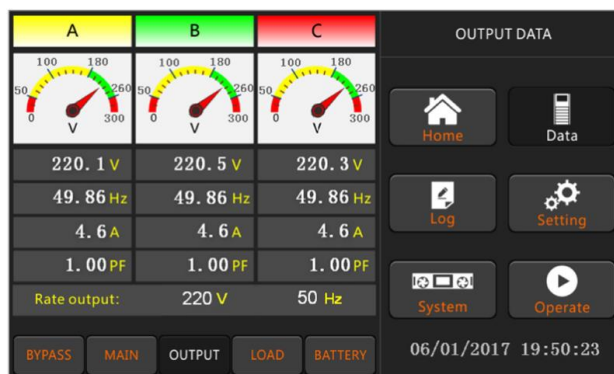 A B C
OUTPUT DATA
100 180 100 180 100 180
50 260 50 260 50 260
0 300 0 300 0 300
V V V
Home Data
220.1 V 220.5 V 220.3 V
49.86 Hz 49.86 Hz 49.86 Hz
4.6 A 4.6 A 4.6 A
Log Setting
1.00 PF 1.00 PF 1.00 PF
Rate output: 220 V 50 Hz
System Operate
BYPASS MAIN OUTPUT LOAD BATTERY
06/01/2017 19:50:23